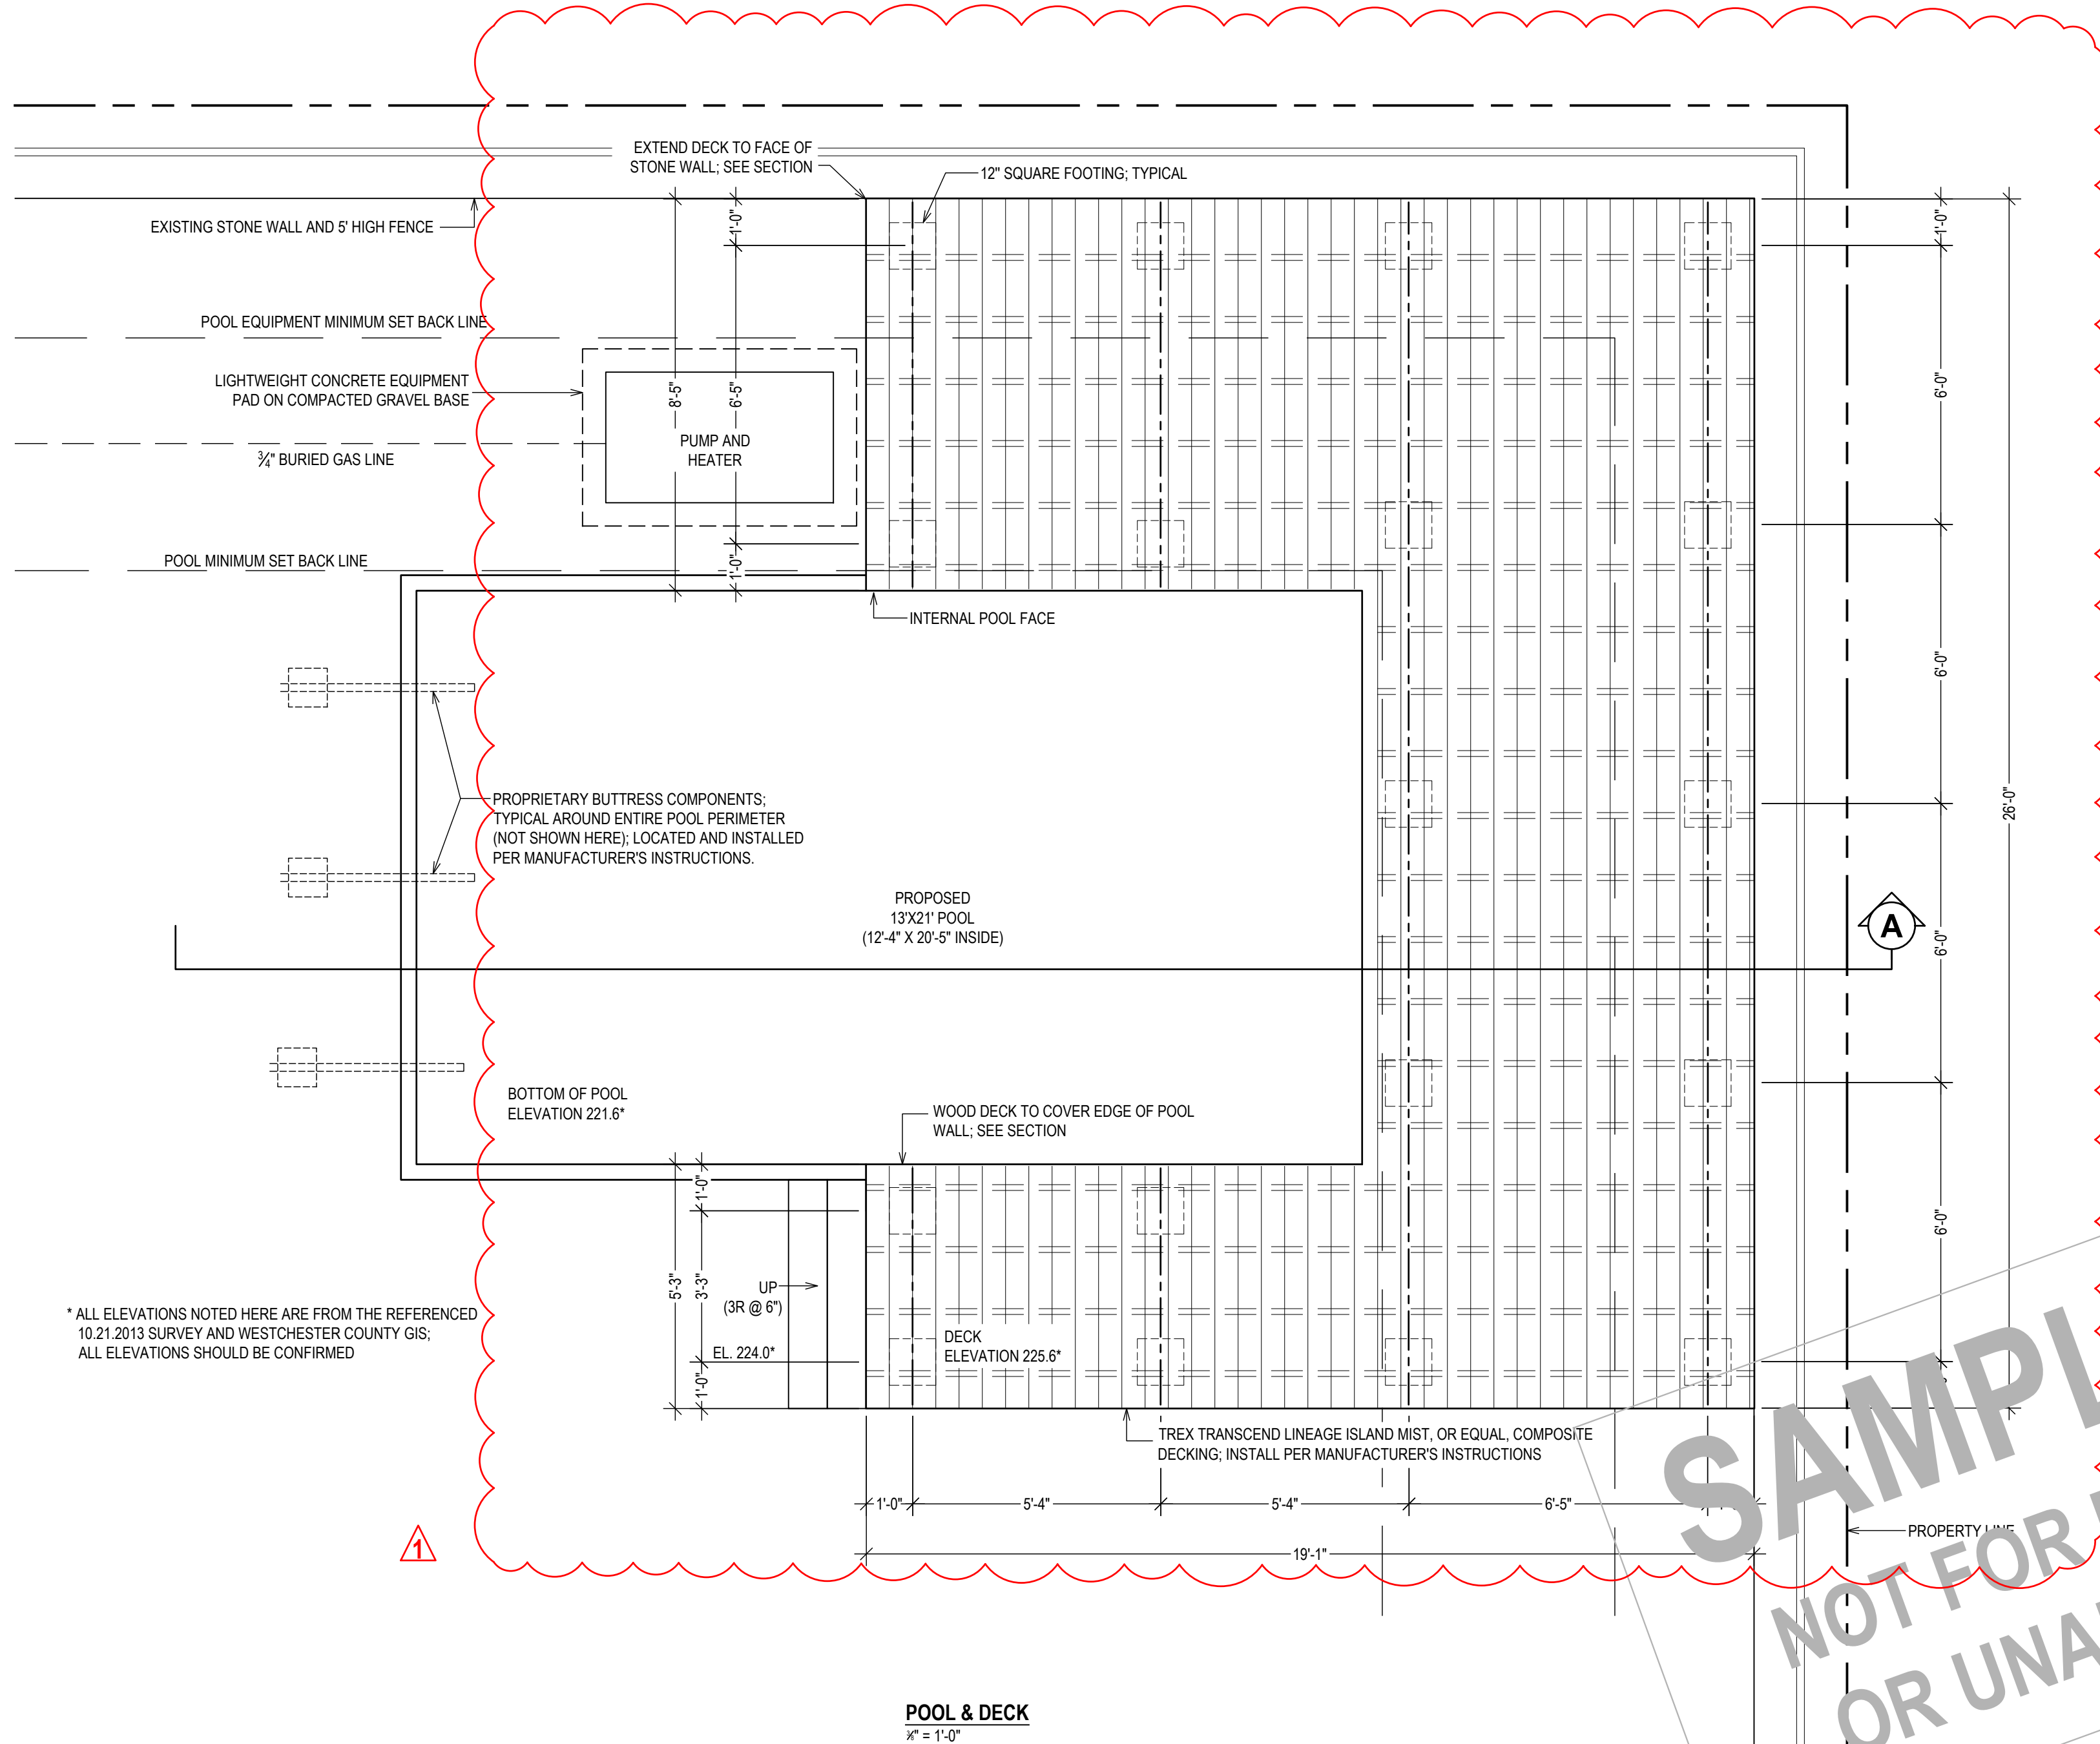 EXTEND DECK TO FACE OF
STONE WALL; SEE SECTION
12" SQUARE FOOTING; TYPICAL
EXISTING STONE WALL AND 5' HIGH FENCE
1'-0"
1'-0"
POOL EQUIPMENT MINIMUM SET BACK LINE
LIGHTWEIGHT CONCRETE EQUIPMENT
PAD ON COMPACTED GRAVEL BASE
8'-5"
6'-5"
6'-0"
PUMP AND
HEATER
¾" BURIED GAS LINE
POOL MINIMUM SET BACK LINE
1'-0"
INTERNAL POOL FACE
6'-0"
PROPRIETARY BUTTRESS COMPONENTS;
TYPICAL AROUND ENTIRE POOL PERIMETER
(NOT SHOWN HERE); LOCATED AND INSTALLED
PER MANUFACTURER'S INSTRUCTIONS.
26'-0"
PROPOSED
13'X21' POOL
(12'-4" X 20'-5" INSIDE)
A
6'-0"
BOTTOM OF POOL
ELEVATION 221.6*
WOOD DECK TO COVER EDGE OF POOL
WALL; SEE SECTION
1'-0"
6'-0"
5'-3"
3'-3"
UP
(3R @ 6")
* ALL ELEVATIONS NOTED HERE ARE FROM THE REFERENCED
10.21.2013 SURVEY AND WESTCHESTER COUNTY GIS;
ALL ELEVATIONS SHOULD BE CONFIRMED
EL. 224.0*
DECK
ELEVATION 225.6*
1'-0"
TREX TRANSCEND LINEAGE ISLAND MIST, OR EQUAL, COMPOSITE
DECKING; INSTALL PER MANUFACTURER'S INSTRUCTIONS
1'-0"
5'-4"
5'-4"
6'-5"
1
19'-1"
PROPERTY LINE
NOT FOR
OR
POOL & DECK
= 1'-0"